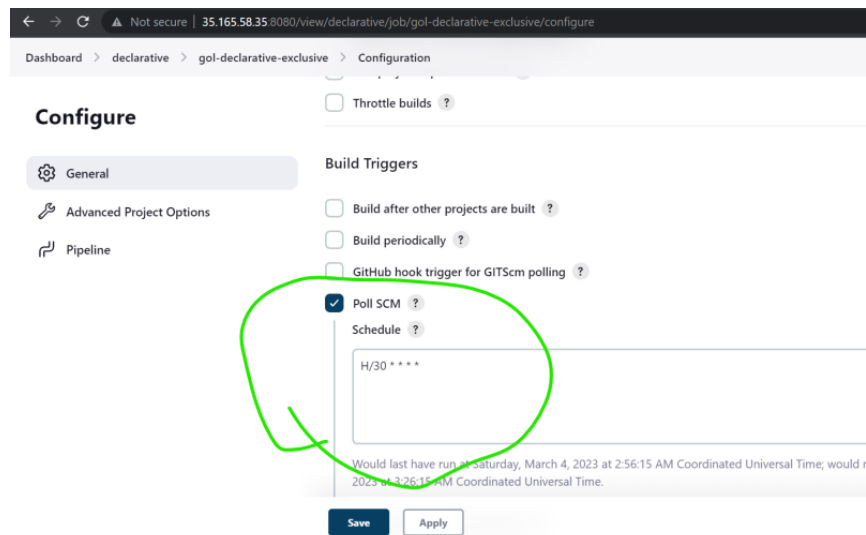 Not secure | 35.165.58.35:8080/view/declarative/job/gol-declarative-exclusive/configure
Dashboard > declarative > gol-declarative-exclusive > Configuration
Throttle builds ?
Configure
Build Triggers
General
Build after other projects are built ?
Advanced Project Options
Build periodically ?
Pipeline
GitHub hook trigger for GITScm polling ?
Poll SCM ?
Schedule ?
H/30 * * * *
Would last have run at Saturday, March 4, 2023 at 2:56:15 AM Coordinated Universal Time; would
2023 at 3:26:15 AM Coordinated Universal Time.
Save Apply